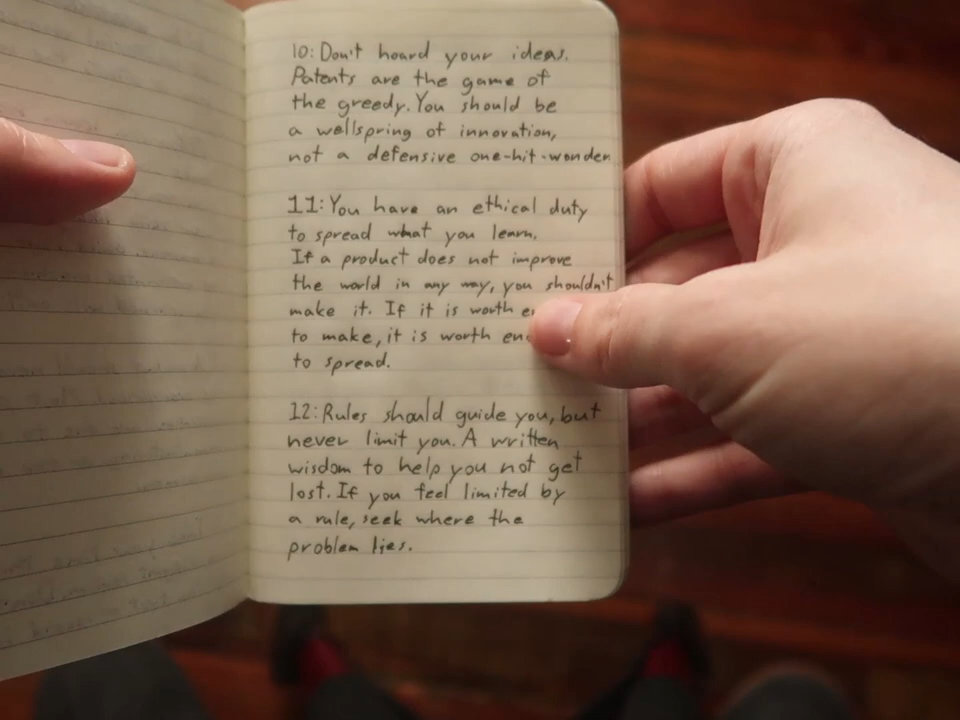 10: Don't hoard your ideas.
Patents are the game of
the greedy. You should be
a wellspring of innovation,
not a defensive one-hit-wonder.
11: You have an ethical duty
to spread what you learn.
If a product does not improve
the world in any way, you shouldn't
make it. If it is worth
to make, it is worth
to spread.
12: Rules should guide you, but
never limit you. A written
wisdom to help you not get
lost. If you feel limited by
a rule, seek where the
problem lies.